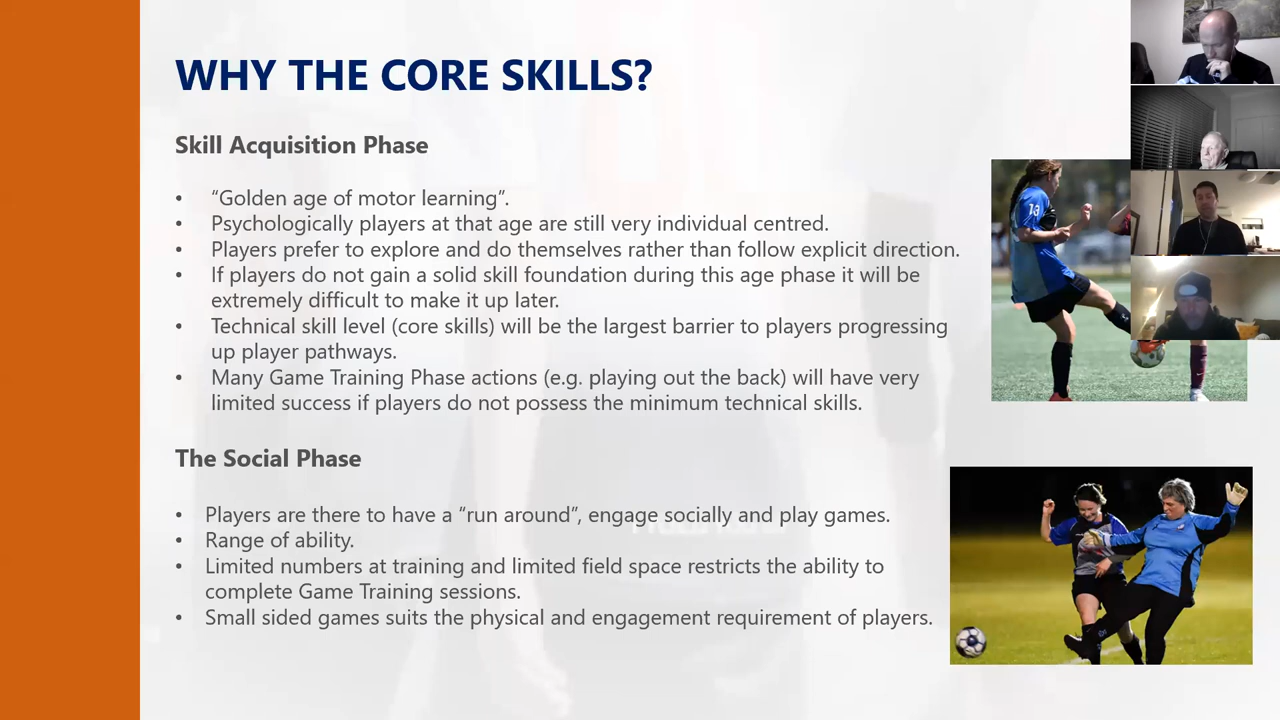 WHY THE CORE SKILLS?
Skill Acquisition Phase
• “Golden age of motor learning”.
• Psychologically players at that age are still very individual centred.
• Players prefer to explore and do themselves rather than follow explicit direction.
• If players do not gain a solid skill foundation during this age phase it will be
extremely difficult to make it up later.
• Technical skill level (core skills) will be the largest barrier to players progressing
up player pathways.
• Many Game Training Phase actions (e.g. playing out the back) will have very
limited success if players do not possess the minimum technical skills.
The Social Phase
• Players are there to have a “run around”, engage socially and play games.
• Range of ability.
• Limited numbers at training and limited field space restricts the ability to
complete Game Training sessions.
• Small sided games suits the physical and engagement requirement of players.
13